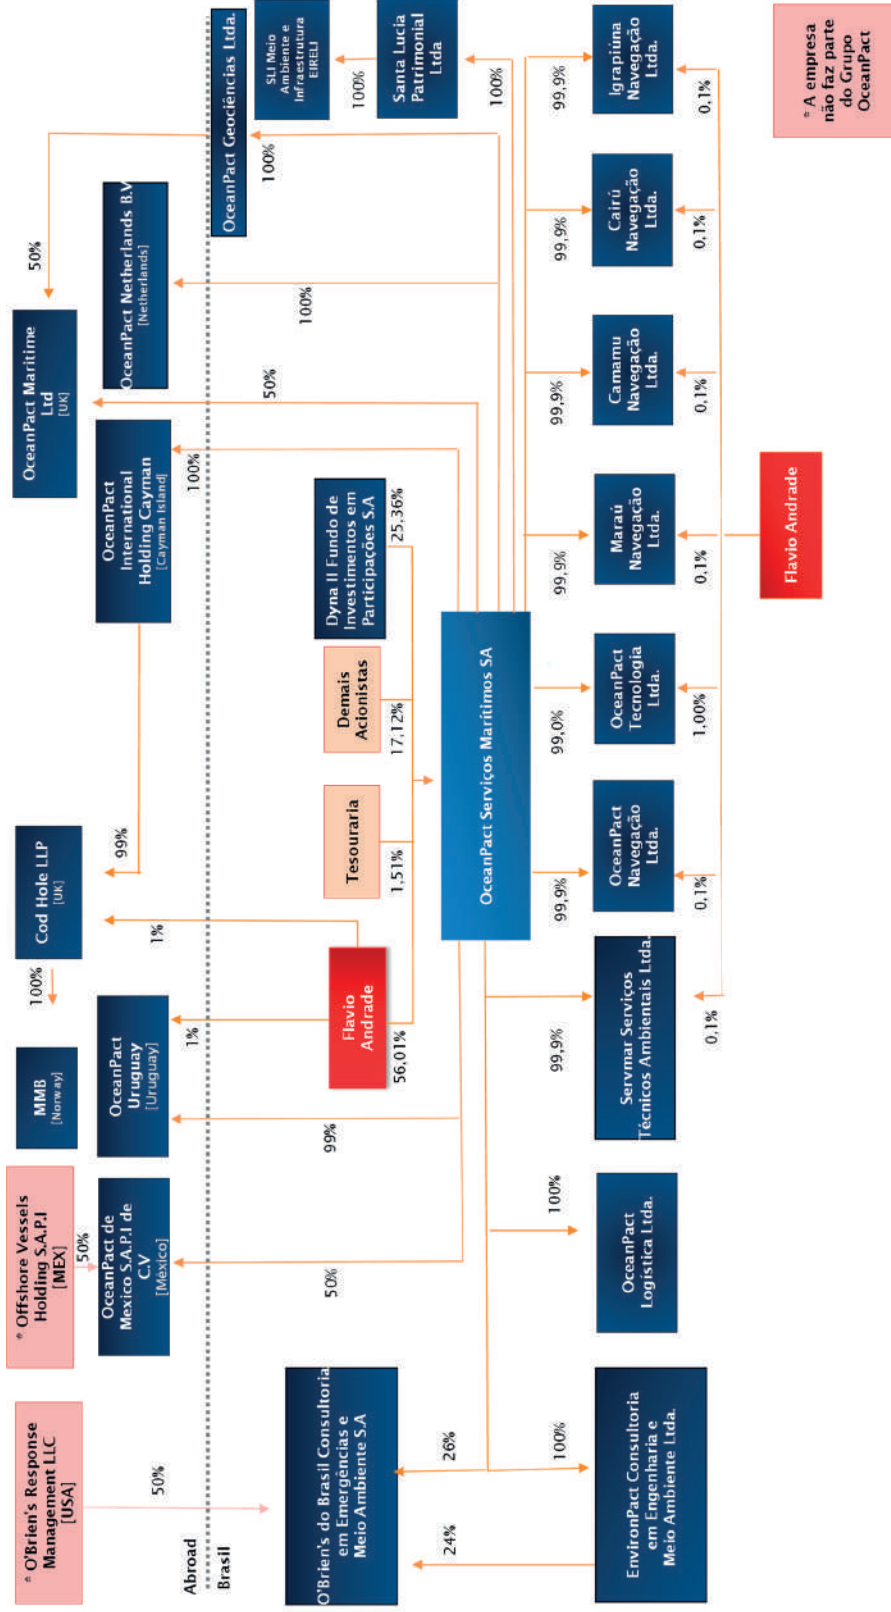 * O'Brien's Response
Management LLC
[USA]
* Offshore Vessels
Holding S.A.P.I
[MEX]
MMB
[Norway]
100%
Cod Hole LLP
[UK]
OceanPact Maritime
Ltd
[UK]
50%
50%
50%
OceanPact de
Mexico S.A.P.I de
C.V
[México]
OceanPact
Uruguay
[Uruguay]
1%
99%
OceanPact
International
Holding Cayman
[Cayman Island]
OceanPact Netherlands B.V
[Netherlands]
Abroad
Brasil
1%
100%
OceanPact Geociências Ltda.
50%
99%
50%
100%
100%
SLI Meio
Ambiente e
Infraestrutura
EIRELI
100%
O'Brien's do Brasil Consultoria
em Emergências e
Meio Ambiente S.A
Flavio
Andrade
56,01%
Tesouraria
1,51%
Demais
Acionistas
17,12%
Dyna II Fundo de
Investimentos em
Participações S.A
25,36%
Santa Lucia
Patrimonial
Ltda
100%
24%
26%
OceanPact Serviços Marítimos SA
100%
100%
99,9%
99,9%
99,0%
99,9%
99,9%
99,9%
99,9%
EnvironPact Consultoria
em Engenharia e
Meio Ambiente Ltda.
OceanPact
Logística Ltda.
Servmar Serviços
Técnicos Ambientais Ltda.
OceanPact
Navegação
Ltda.
OceanPact
Tecnologia
Ltda.
Maraú
Navegação
Ltda.
Camamu
Navegação
Ltda.
Cairú
Navegação
Ltda.
Igrapiúna
Navegação
Ltda.
0,1%
0,1%
1,00%
0,1%
0,1%
0,1%
0,1%
Flavio Andrade
* A empresa
não faz parte
do Grupo
OceanPact